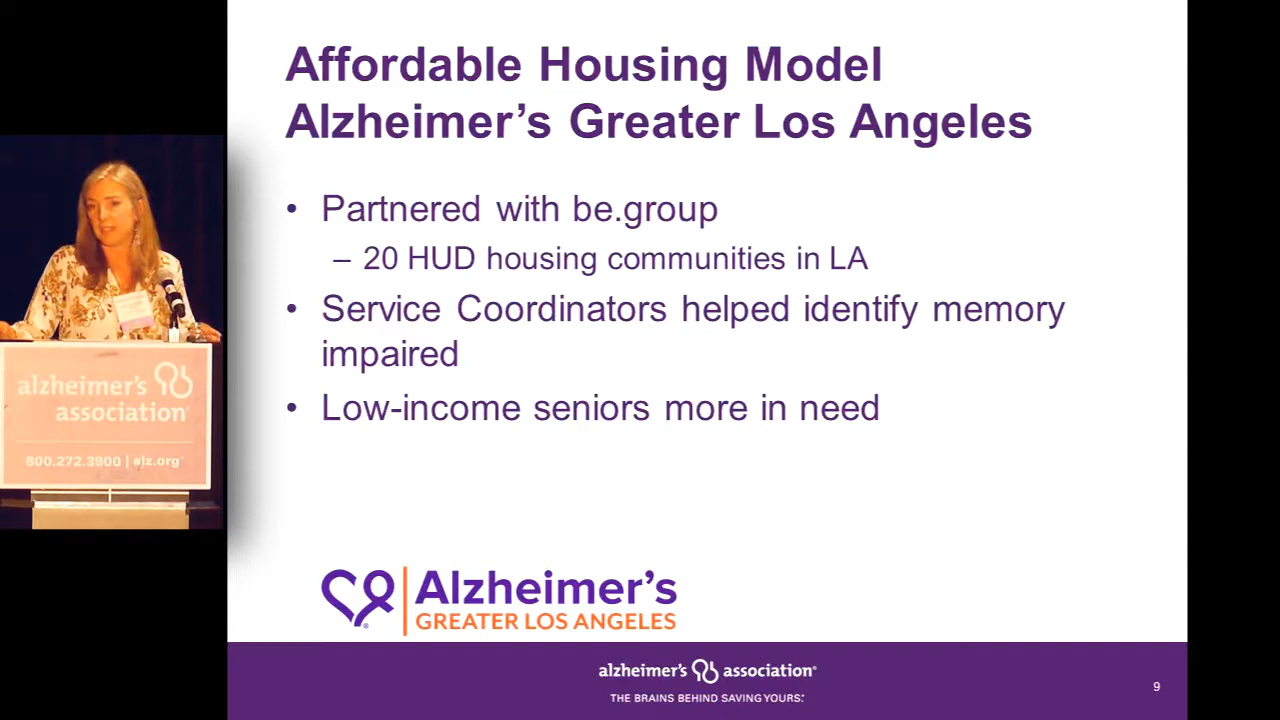 Affordable Housing Model
Alzheimer's Greater Los Angeles
• Partnered with be.group
– 20 HUD housing communities in LA
• Service Coordinators helped identify memory
impaired
• Low-income seniors more in need
alzheimer's
association®
800.272.3900 | alz.org®
Alzheimer's
GREATER LOS ANGELES
alzheimer's association®
THE BRAINS BEHIND SAVING YOURS.™
9